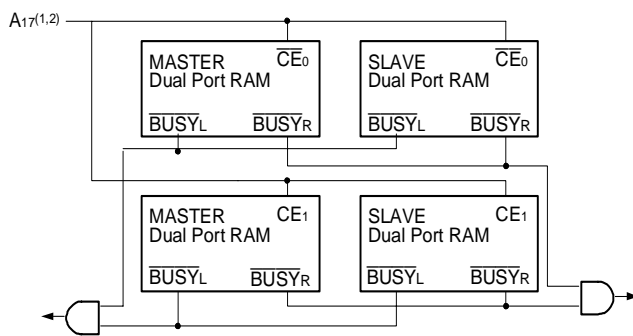 A17(1,2)
MASTER CE0
Dual Port RAM
BUSYL BUSYR
SLAVE CE0
Dual Port RAM
BUSYL BUSYR
MASTER CE1
Dual Port RAM
BUSYL BUSYR
SLAVE CE1
Dual Port RAM
BUSYL BUSYR